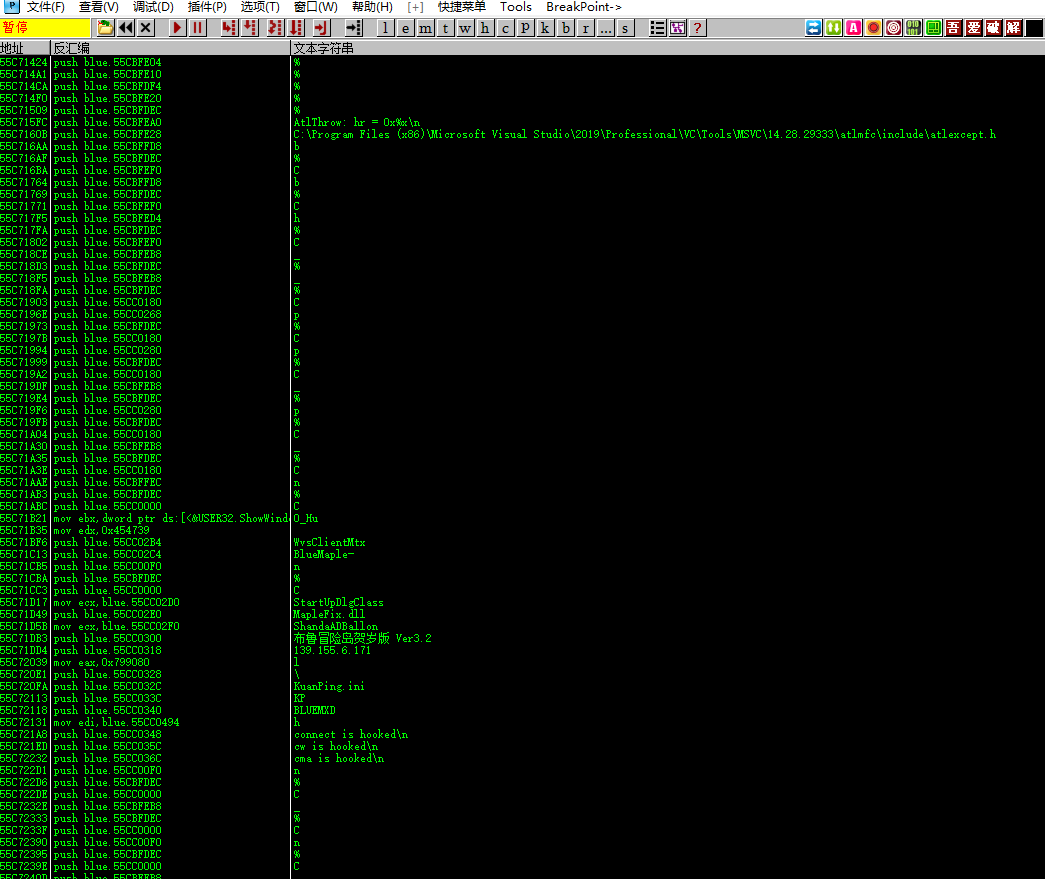 文件(F) 查看(V) 调试(D) 插件(P) 选项(T) 窗口(W) 帮助(H) [+] 快捷菜单 Tools BreakPoint->
暂停 l e m t w h c P k b r ... s ? A 吾 爱 破 解
地址 反汇编 文本字符串
55C71424 push blue.55CBFE04 %
55C714A1 push blue.55CBFE10 %
55C714CA push blue.55CBFDF4 %
55C714F0 push blue.55CBFE20 %
55C71509 push blue.55CBFDEC %
55C715FC push blue.55CBFEA0 AtlThrow: hr = 0x%x\n
55C7160B push blue.55CBFE28 C:\Program Files (x86)\Microsoft Visual Studio\2019\Professional\VC\Tools\MSVC\14.28.29333\atlmfc\include\atlexcept.h
55C716AA push blue.55CBFFD8 b
55C716AF push blue.55CBFDEC %
55C716BA push blue.55CBFEF0 C
55C71764 push blue.55CBFFD8 b
55C71769 push blue.55CBFDEC %
55C71771 push blue.55CBFEF0 C
55C717F5 push blue.55CBFED4 h
55C717FA push blue.55CBFDEC %
55C71802 push blue.55CBFEF0 C
55C718CE push blue.55CBFEB8 _
55C718D3 push blue.55CBFDEC %
55C718F5 push blue.55CBFEB8 _
55C718FA push blue.55CBFDEC %
55C71903 push blue.55CC0180 C
55C7196E push blue.55CC0268 p
55C71973 push blue.55CBFDEC %
55C7197B push blue.55CC0180 C
55C71994 push blue.55CC0280 p
55C71999 push blue.55CBFDEC %
55C719A2 push blue.55CC0180 C
55C719DF push blue.55CBFEB8 _
55C719E4 push blue.55CBFDEC %
55C719F6 push blue.55CC0280 p
55C719FB push blue.55CBFDEC %
55C71A04 push blue.55CC0180 C
55C71A30 push blue.55CBFEB8 _
55C71A35 push blue.55CBFDEC %
55C71A3E push blue.55CC0180 C
55C71AAE push blue.55CBFFEC n
55C71AB3 push blue.55CBFDEC %
55C71ABC push blue.55CC0000 C
55C71B21 mov ebx,dword ptr ds:[<&USER32.ShowWind O_Hu
55C71B35 mov edx,0x454739
55C71BF6 push blue.55CC02B4 WvsClientMtx
55C71C13 push blue.55CC02C4 BlueMaple-
55C71CB5 push blue.55CC00F0 n
55C71CBA push blue.55CBFDEC %
55C71CC3 push blue.55CC0000 C
55C71D17 mov ecx,blue.55CC02D0 StartUpDlgClass
55C71D49 push blue.55CC02E0 MapleFix.dll
55C71D5B mov ecx,blue.55CC02F0 ShandaADBallon
55C71DB3 push blue.55CC0300 布鲁冒险岛贺岁版 Ver3.2
55C71DD4 push blue.55CC0318 139.155.6.171
55C72039 mov eax,0x799080 l
55C720E1 push blue.55CC0328 \
55C720FA push blue.55CC032C KuanPing.ini
55C72113 push blue.55CC033C KP
55C72118 push blue.55CC0340 BLUEMXD
55C72131 mov edi,blue.55CC0494 h
55C721A8 push blue.55CC0348 connect is hooked\n
55C721ED push blue.55CC035C cw is hooked\n
55C72232 push blue.55CC036C cma is hooked\n
55C722D1 push blue.55CC00F0 n
55C722D6 push blue.55CBFDEC %
55C722DE push blue.55CC0000 C
55C7232E push blue.55CBFEB8 _
55C72333 push blue.55CBFDEC %
55C7233F push blue.55CC0000 C
55C72390 push blue.55CC00F0 n
55C72395 push blue.55CBFDEC %
55C7239E push blue.55CC0000 C
55C7240D push blue.55CBFEB8